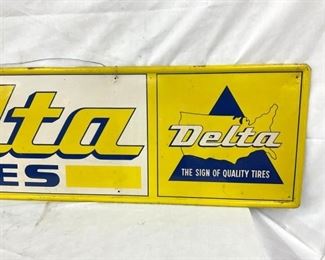 lta
ES
Delta
THE SIGN OF QUALITY TIRES